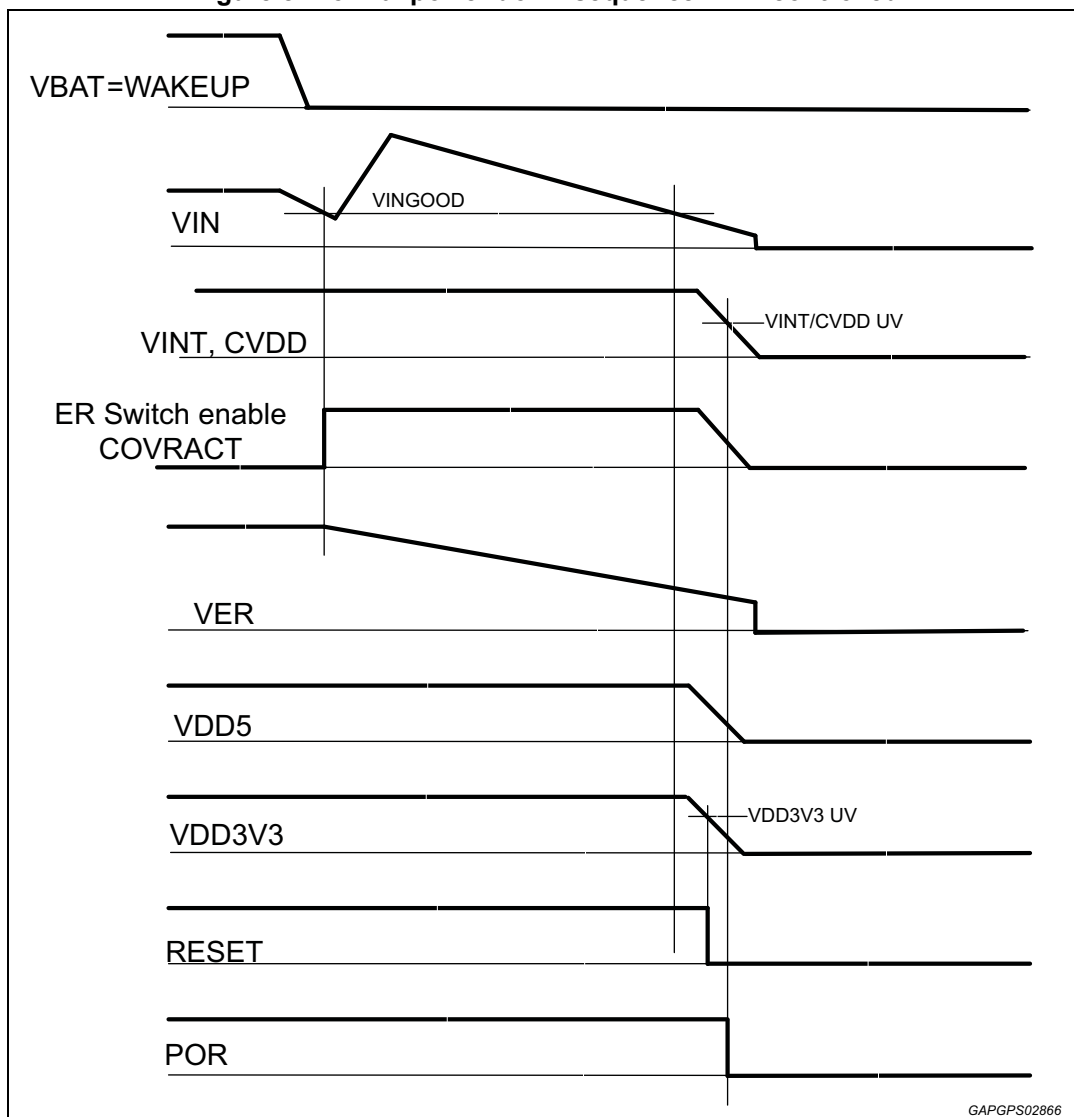 VBAT=WAKEUP
VINGOOD
VIN
VINT/CVDD UV
VINT, CVDD
ER Switch enable
COVRACT
VER
VDD5
VDD3V3 UV
VDD3V3
RESET
POR
GAPGPS02866